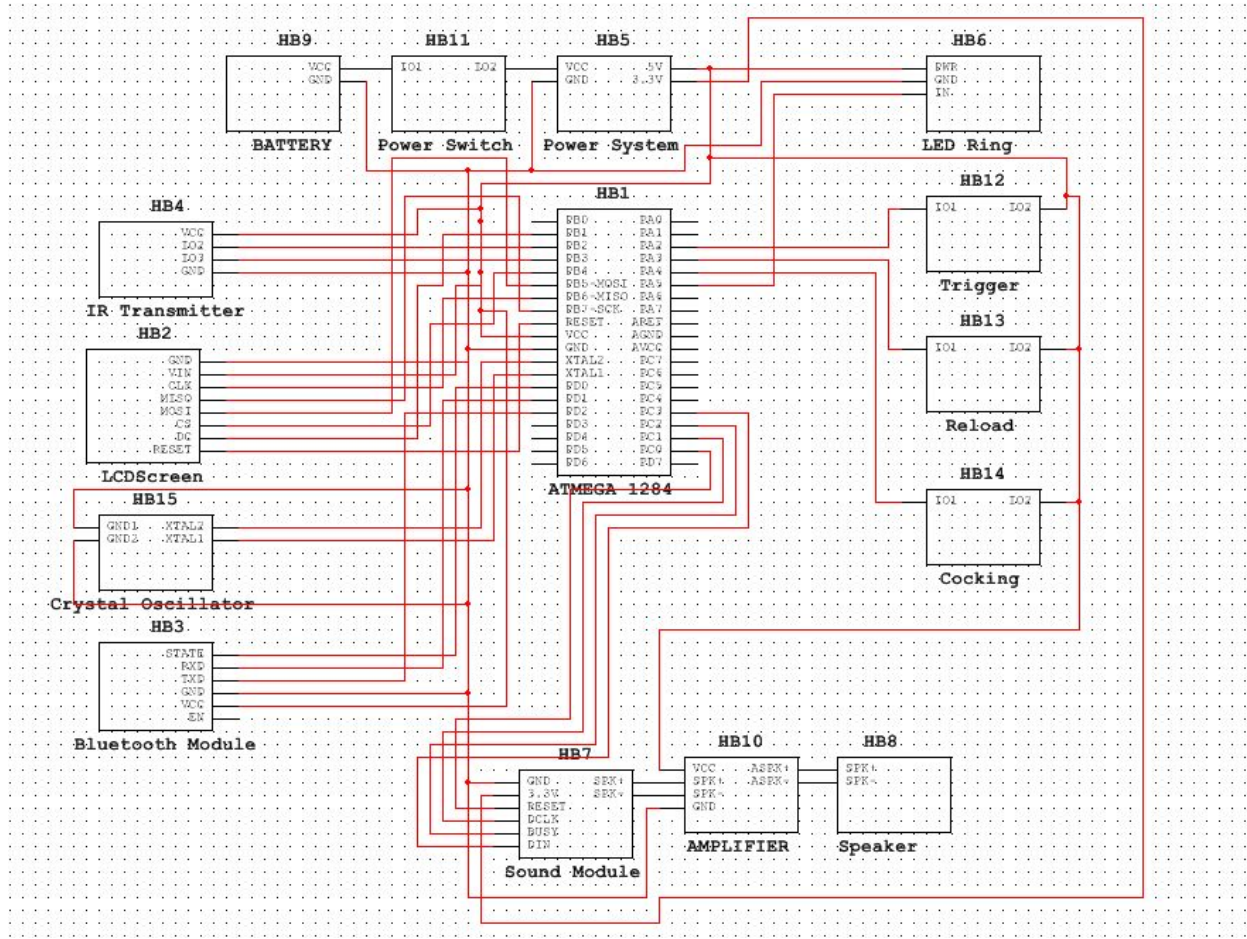 HB9
VCC
GND
BATTERY
HB11
IO1 IO2
Power Switch
HB5
VCC 5V
GND 3.3V
Power System
HB6
PWR
GND
IN
LED Ring
HB4
VCC
IO2
IO3
GND
IR Transmitter
HB1
PB0 PA0
PB1 PA1
PB2 PA2
PB3 PA3
PB4 PA4
PB5-MOSI PA5
PB6-MISO PA6
PB7-SCK PA7
RESET AREF
VCC AGND
GND AVCC
XTAL2 PC7
XTAL1 PC6
PD0 PC5
PD1 PC4
PD2 PC3
PD3 PC2
PD4 PC1
PD5 PC0
PD6 PD7
ATMEGA 1284
HB12
IO1 IO2
Trigger
HB13
IO1 IO2
Reload
HB14
IO1 IO2
Cocking
HB2
GND
VIN
CLK
MISO
MOSI
CS
DC
RESET
LCDScreen
HB15
GND1 XTAL2
GND2 XTAL1
Crystal Oscillator
HB3
STATE
RXD
TXD
GND
VCC
EN
Bluetooth Module
HB7
GND SPK+
3.3V SPK-
RESET
DCLK
BUSY
DIN
Sound Module
HB10
VCC ASPK+
SPK+ ASPK-
SPK-
GND
AMPLIFIER
HB8
SPK+
SPK-
Speaker